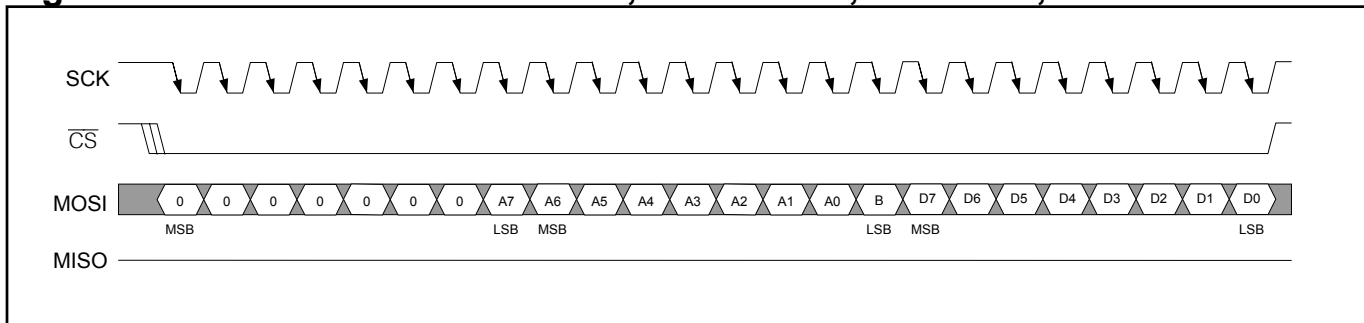 SCK
CS
MOSI 0 0 0 0 0 0 0 A7 A6 A5 A4 A3 A2 A1 A0 B D7 D6 D5 D4 D3 D2 D1 D0
MSB LSB MSB LSB MSB LSB
MISO